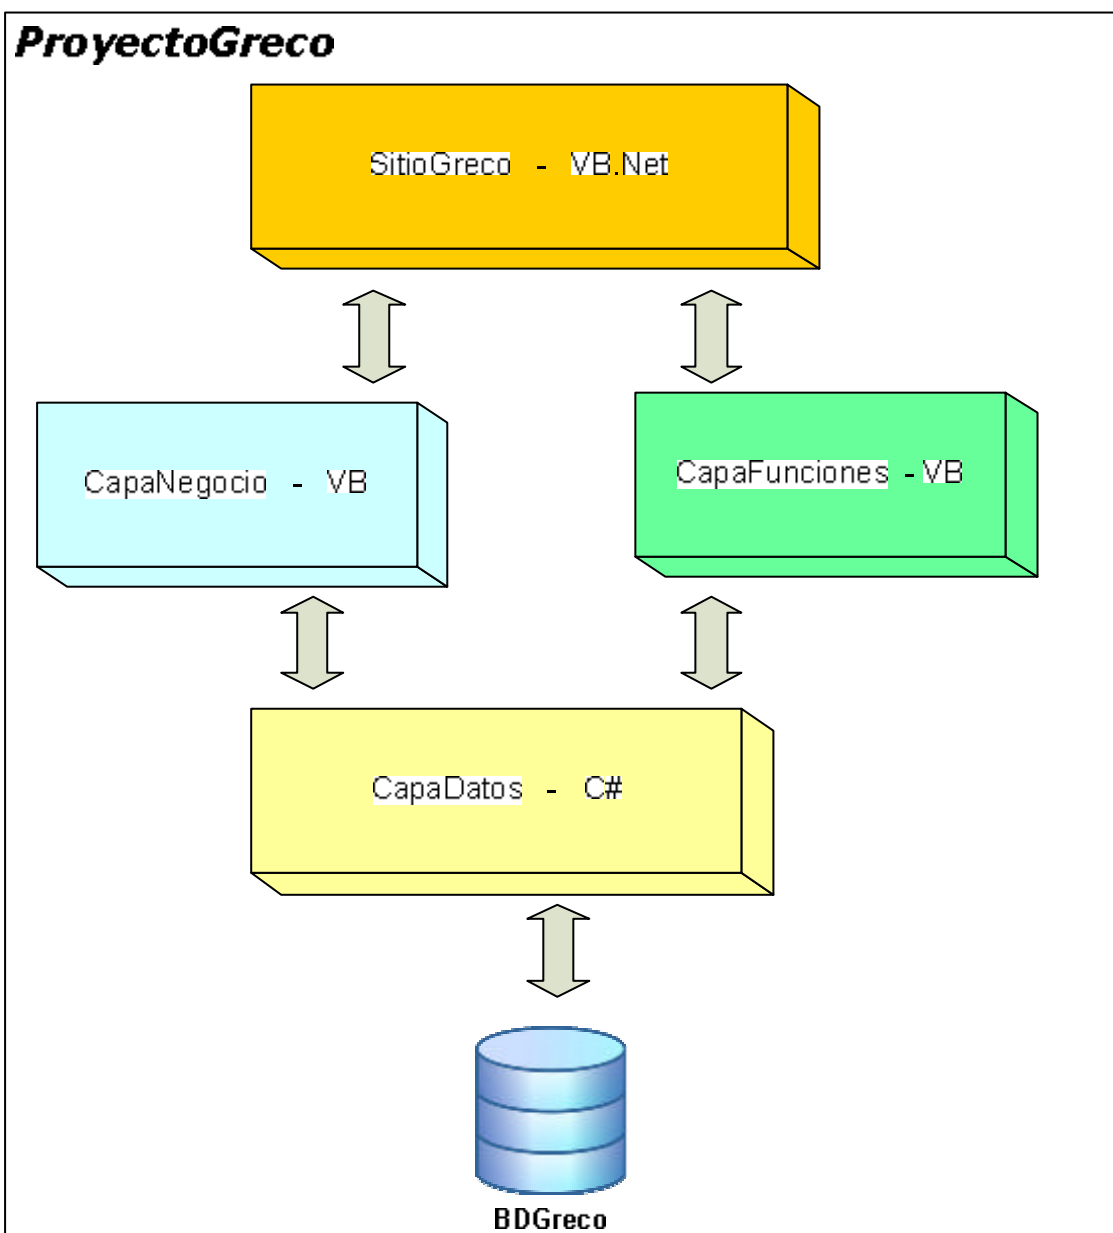 ProyectoGreco
SitioGreco - VB.Net
CapaNegocio - VB
CapaFunciones - VB
CapaDatos - C#
BDGreco